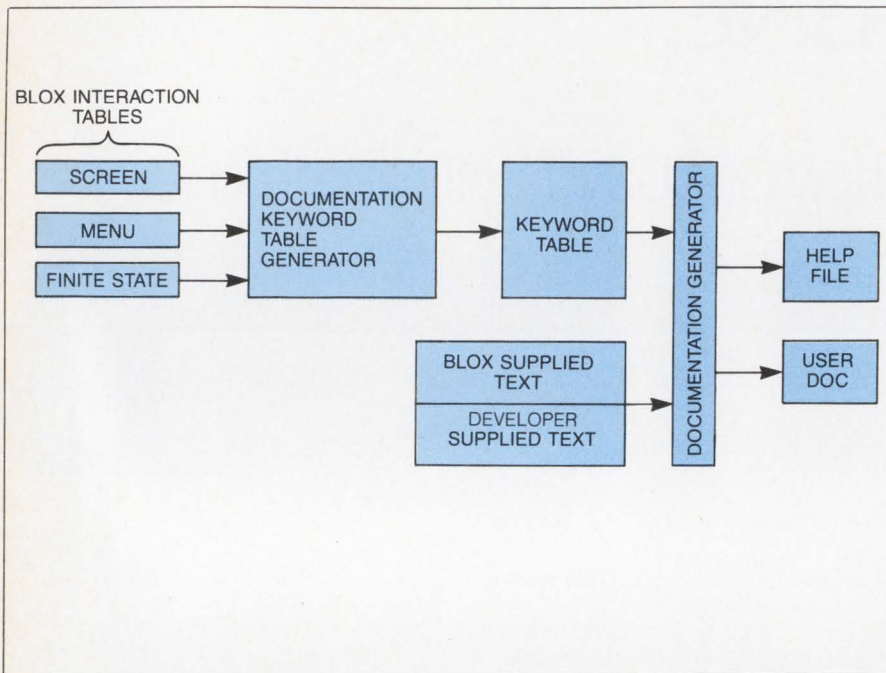 BLOX INTERACTION
TABLES
SCREEN
MENU
FINITE STATE
DOCUMENTATION
KEYWORD
TABLE
GENERATOR
KEYWORD
TABLE
BLOX SUPPLIED
TEXT
DEVELOPER
SUPPLIED TEXT
DOCUMENTATION GENERATOR
HELP
FILE
USER
DOC